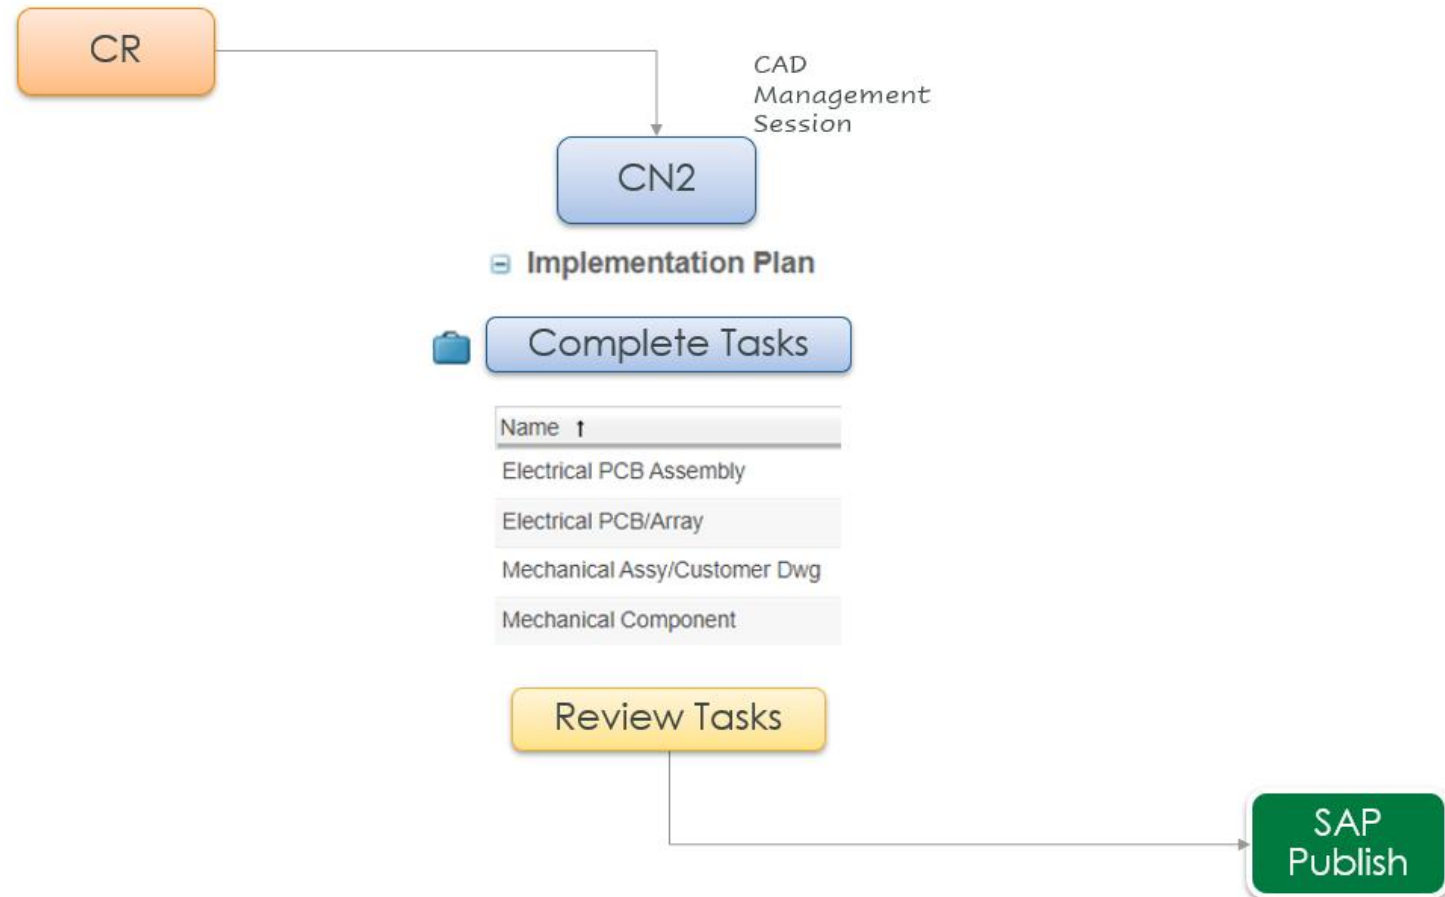 CR
CAD
Management
Session
CN2
Implementation Plan
Complete Tasks
Name ↑
Electrical PCB Assembly
Electrical PCB/Array
Mechanical Assy/Customer Dwg
Mechanical Component
Review Tasks
SAP
Publish